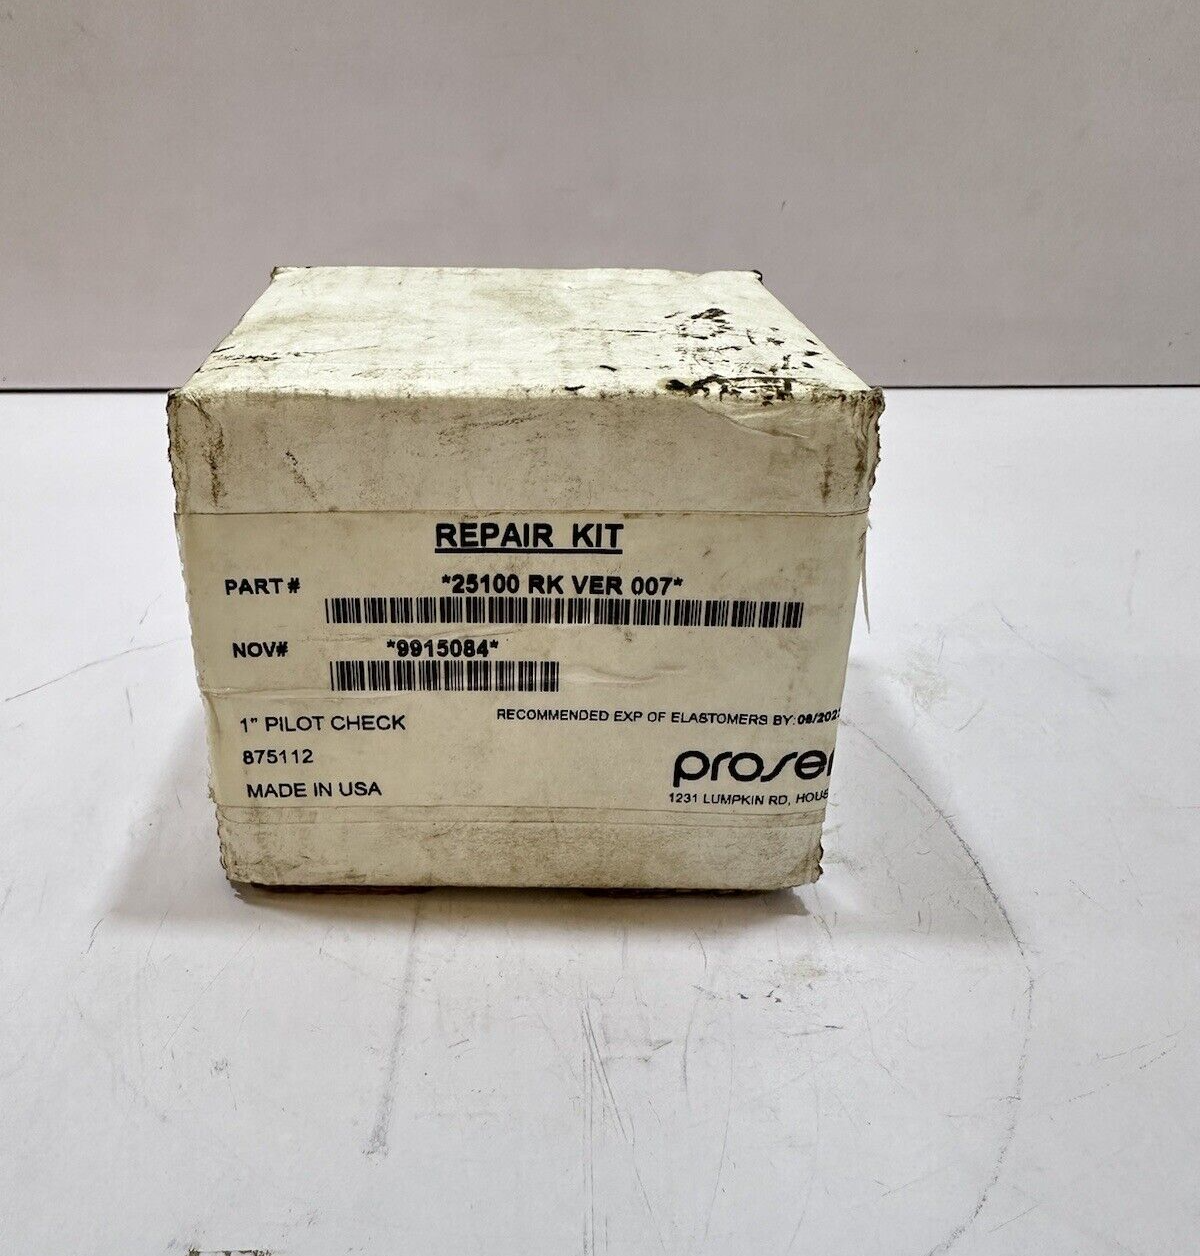 REPAIR KIT
PART # *25100 RK VER 007*
NOV# *9915084*
1" PILOT CHECK RECOMMENDED EXP OF ELASTOMERS BY:
875112
MADE IN USA
1231 LUMPKIN RD,